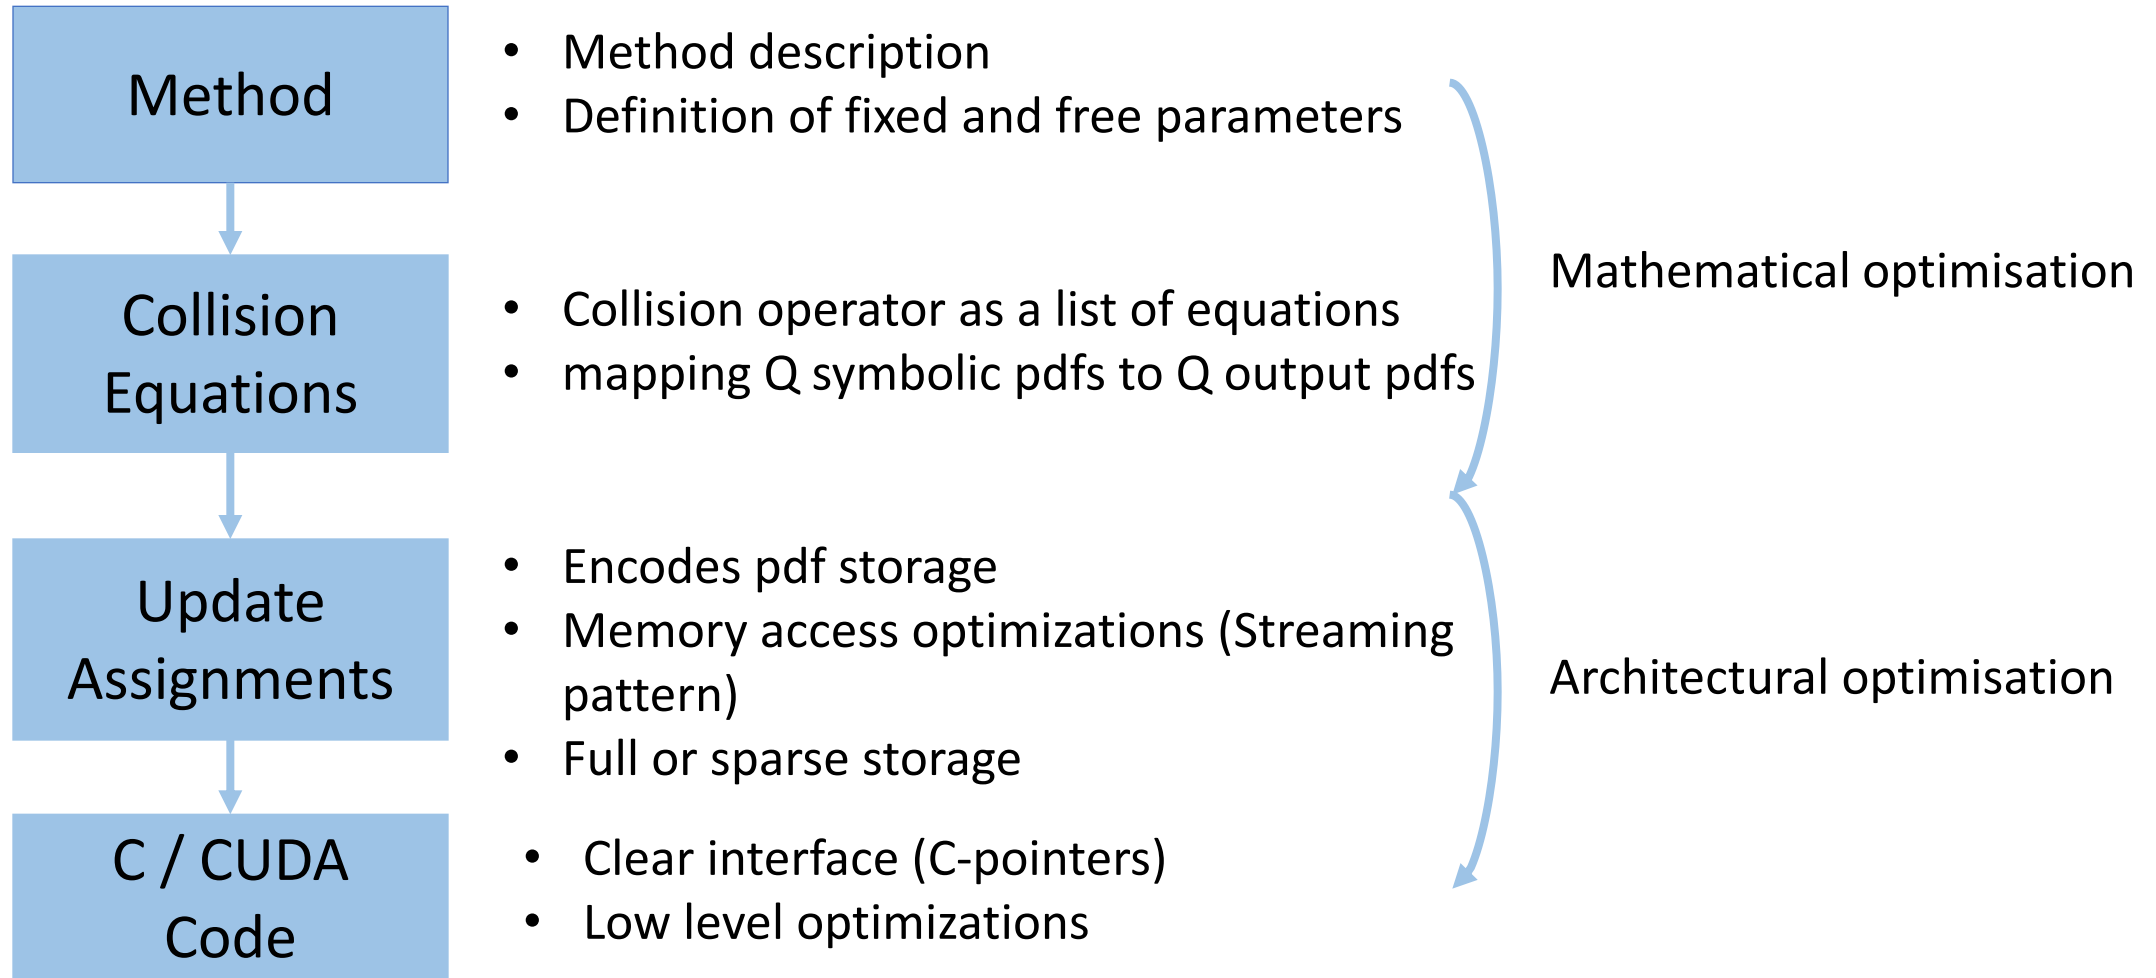 Method
• Method description
• Definition of fixed and free parameters
Mathematical optimisation
Collision
Equations
• Collision operator as a list of equations
• mapping Q symbolic pdfs to Q output pdfs
Update
Assignments
• Encodes pdf storage
• Memory access optimizations (Streaming
pattern)
• Full or sparse storage
Architectural optimisation
C / CUDA
Code
• Clear interface (C-pointers)
• Low level optimizations